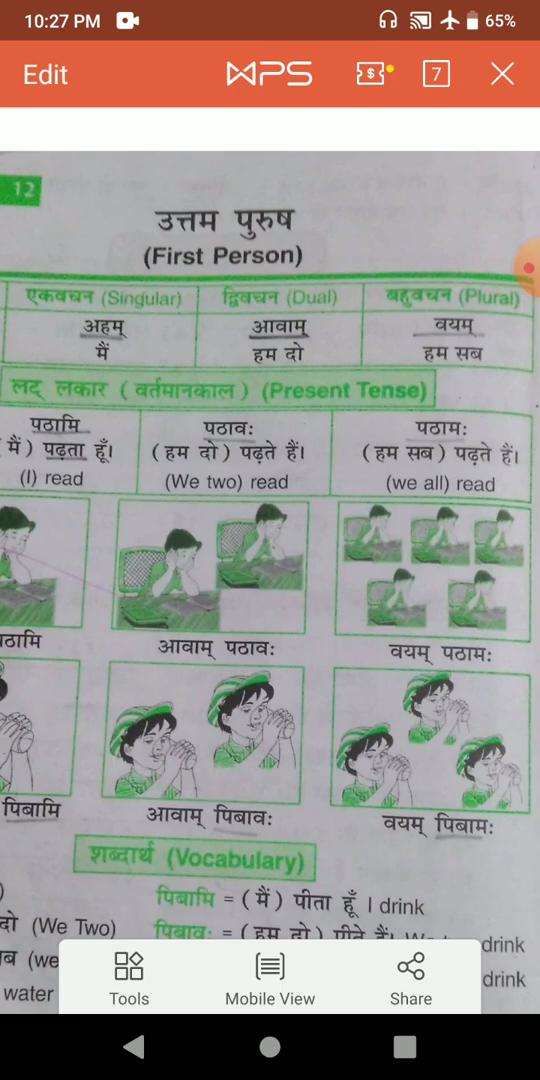 10:27 PM 65%
Edit WPS 7
12
उत्तम पुरुष
(First Person)
एकवचन (Singular) द्विवचन (Dual) बहुवचन (Plural)
अहम् आवाम् वयम्
मैं हम दो हम सब
लट् लकार ( वर्तमानकाल ) (Present Tense)
पठामि पठावः पठामः
मैं) पढ़ता हूँ। (हम दो) पढ़ते हैं। (हम सब) पढ़ते हैं।
(I) read (We two) read (we all) read
पठामि आवाम् पठावः वयम् पठामः
पिबामि आवाम् पिबावः वयम् पिबामः
शब्दार्थ (Vocabulary)
) पिबामि = (मैं) पीता हूँ I drink
दो (We Two) पिबावः = (हम दो) पीते हैं। drink
ब (we drink
water
Tools Mobile View Share